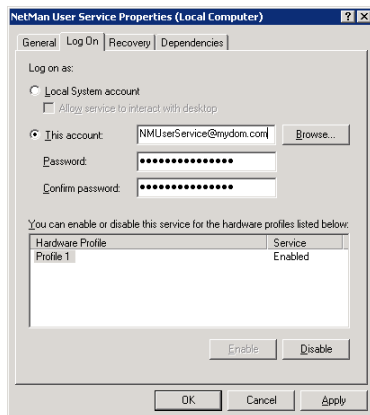 NetMan User Service Properties (Local Computer)
General Log On Recovery Dependencies
Log on as:
Local System account
Allow service to interact with desktop
This account: NMUserService@mydom.com Browse...
Password: ●●●●●●●●●●●●●●●
Confirm password: ●●●●●●●●●●●●●●●
You can enable or disable this service for the hardware profiles listed below:
Hardware Profile Service
Profile 1 Enabled
Enable Disable
OK Cancel Apply